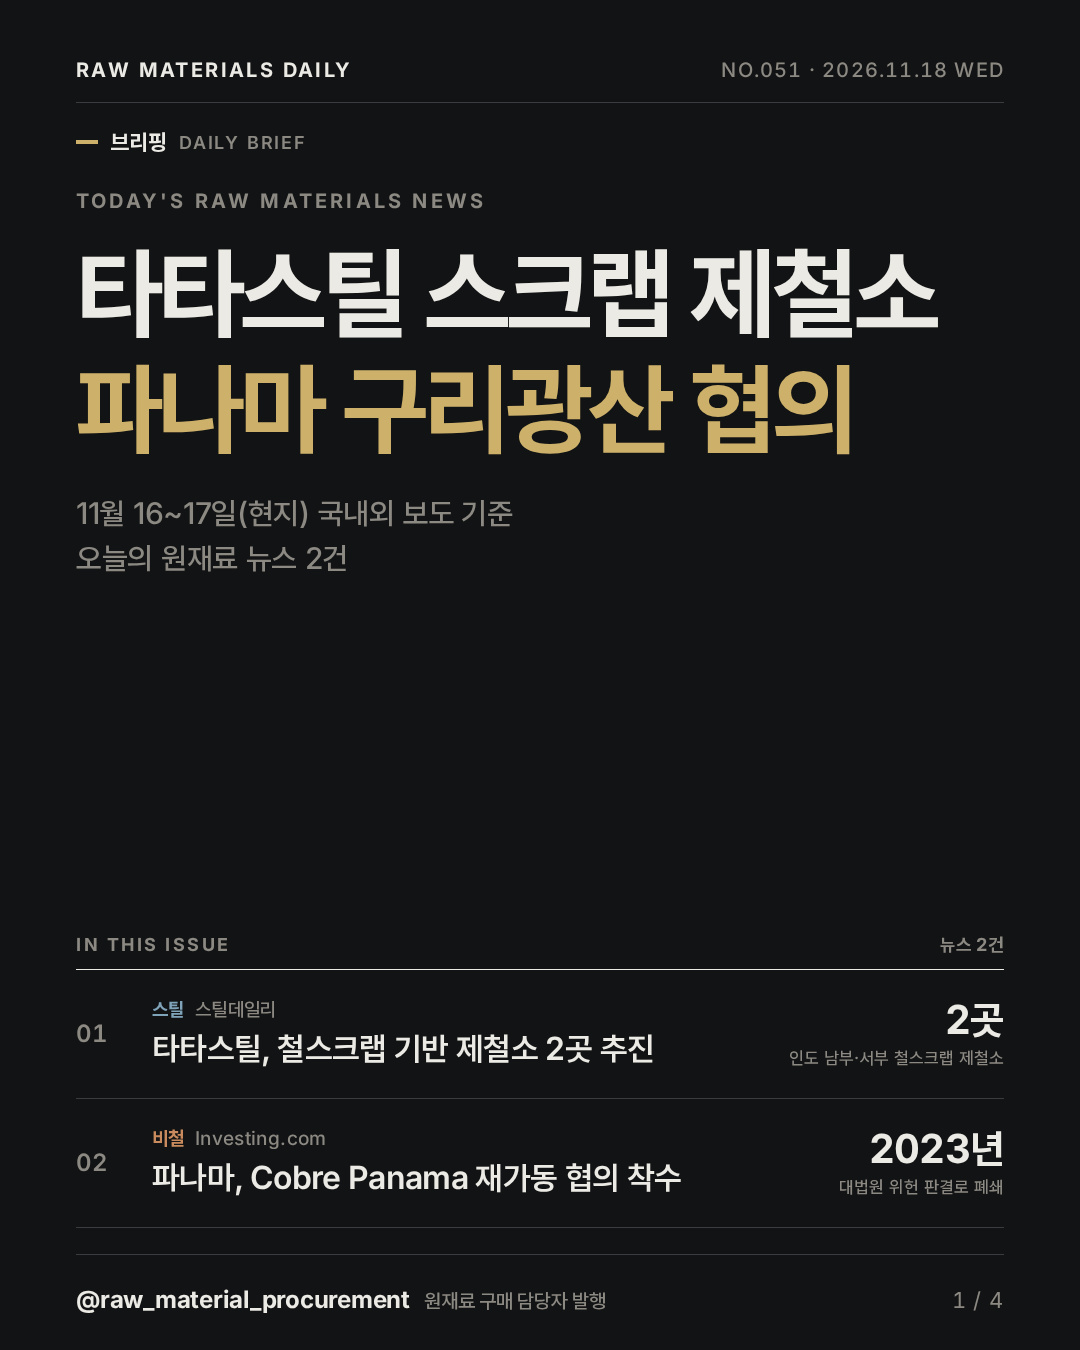 RAW MATERIALS DAILY
NO.051 · 2026.11.18 WED
브리핑 DAILY BRIEF
TODAY'S RAW MATERIALS NEWS
타타스틸 스크랩 제철소
파나마 구리광산 협의
11월 16~17일(현지) 국내외 보도 기준
오늘의 원재료 뉴스 2건
IN THIS ISSUE
뉴스 2건
01
스틸 스틸데일리
타타스틸, 철스크랩 기반 제철소 2곳 추진
2곳
인도 남부·서부 철스크랩 제철소
02
비철 Investing.com
파나마, Cobre Panama 재가동 협의 착수
2023년
대법원 위헌 판결로 폐쇄
@raw_material_procurement 원재료 구매 담당자 발행
1 / 4